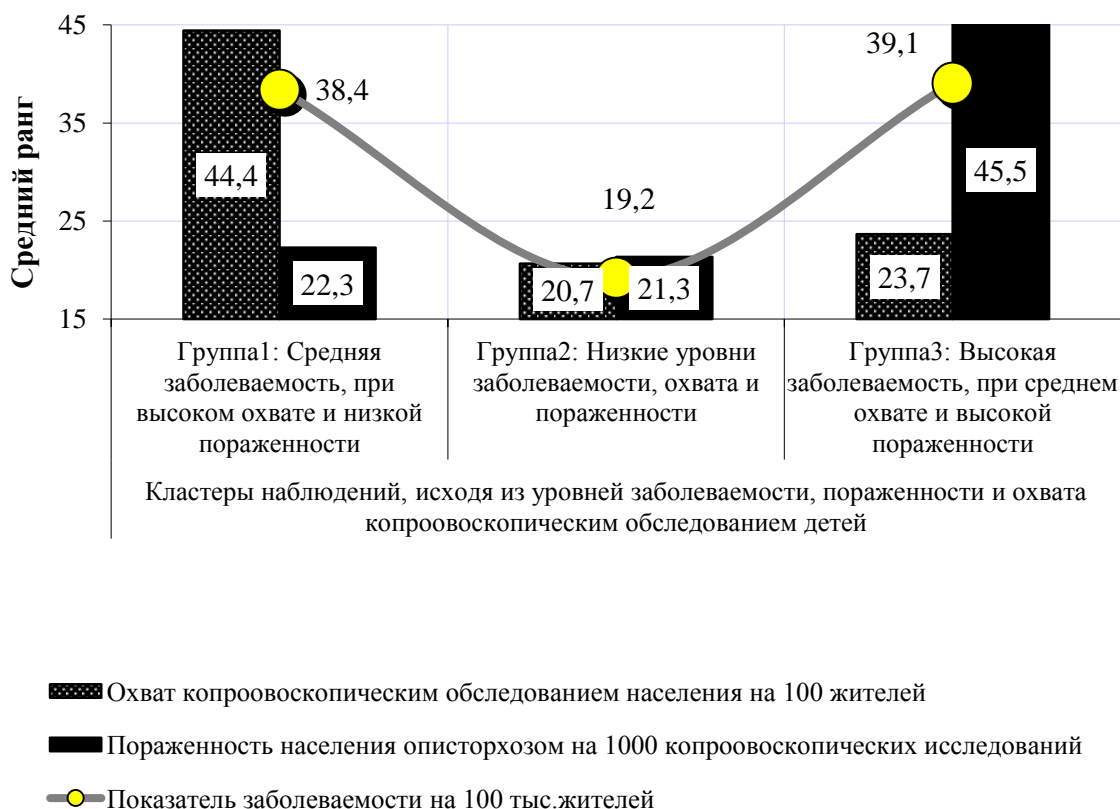 45
35
25
15
Средний ранг
44,4
22,3
38,4
20,7
21,3
19,2
23,7
45,5
39,1
Группа1: Средняя
заболеваемость, при
высоком охвате и низкой
пораженности
Группа2: Низкие уровни
заболеваемости, охвата и
пораженности
Группа3: Высокая
заболеваемость, при среднем
охвате и высокой
пораженности
Кластеры наблюдений, исходя из уровней заболеваемости, пораженности и охвата
копроовоскопическим обследованием детей
Охват копроовоскопическим обследованием населения на 100 жителей
Пораженность населения описторхозом на 1000 копроовоскопических исследований
Показатель заболеваемости на 100 тыс.жителей